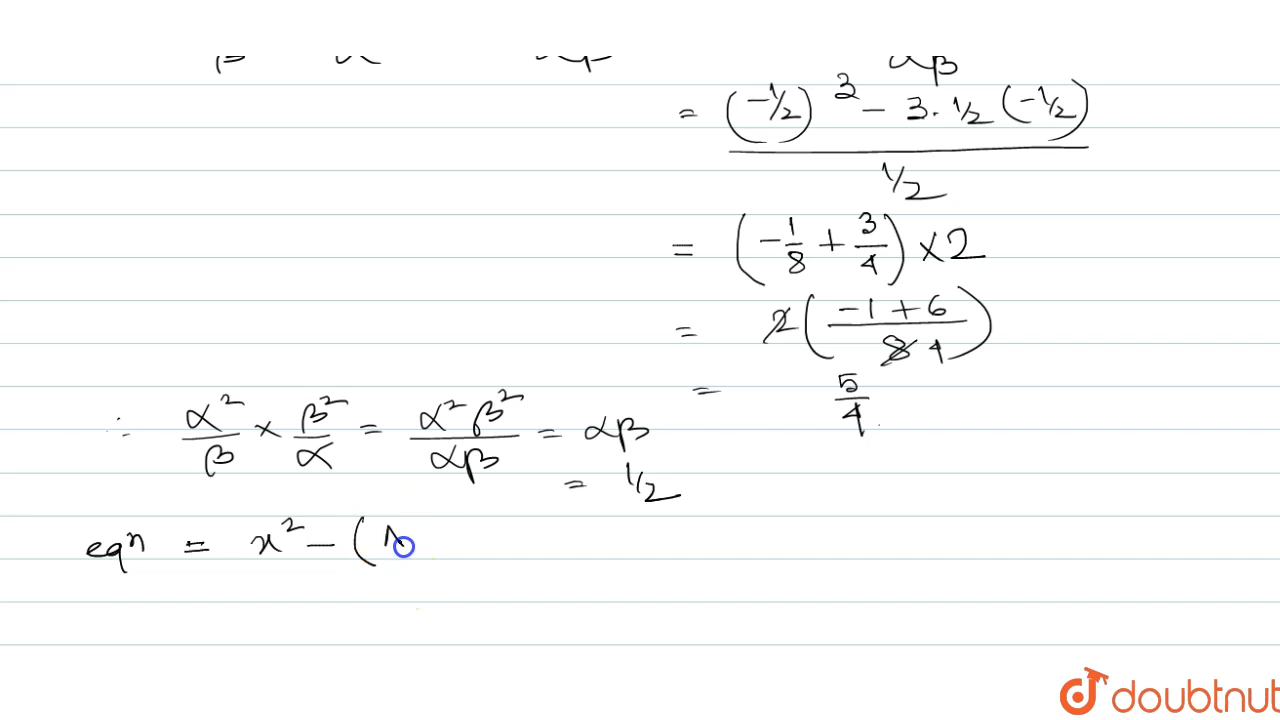 β α αβ αβ
= ((-1/2)^3 - 3·1/2(-1/2)) / (1/2)
= (-1/8 + 3/4) × 2
= 2((-1+6)/8 4)
= 5/4
∴ α²/β × β²/α = α²β²/αβ = αβ
= 1/2
eqⁿ = x² - (
doubtnut